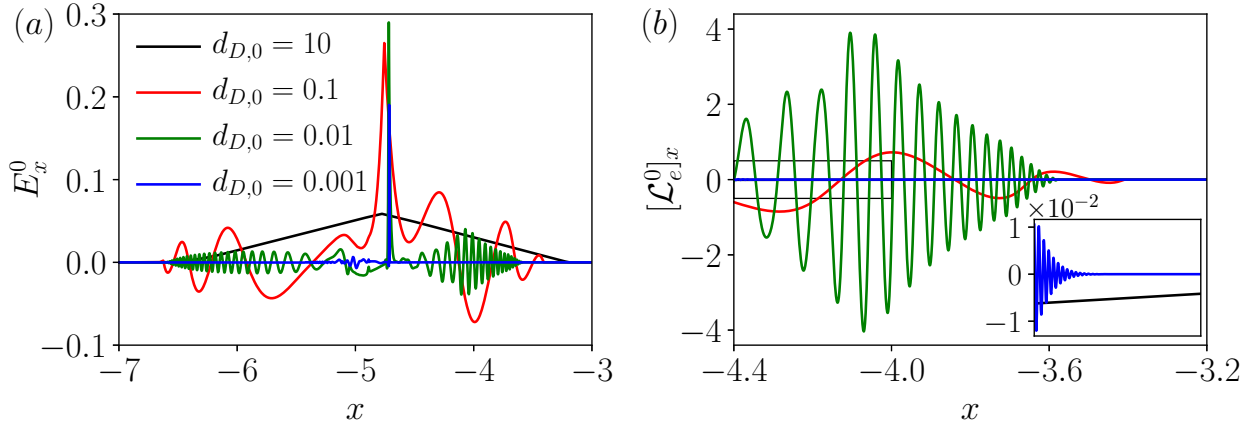 (a)
0.3
0.2
0.1
0.0
−0.1
E_x^0
d_{D,0} = 10
d_{D,0} = 0.1
d_{D,0} = 0.01
d_{D,0} = 0.001
−7 −6 −5 −4 −3
x
(b)
4
2
0
−2
−4
[𝓛_e^0]_x
×10^{−2}
1
0
−1
−4.4 −4.0 −3.6 −3.2
x